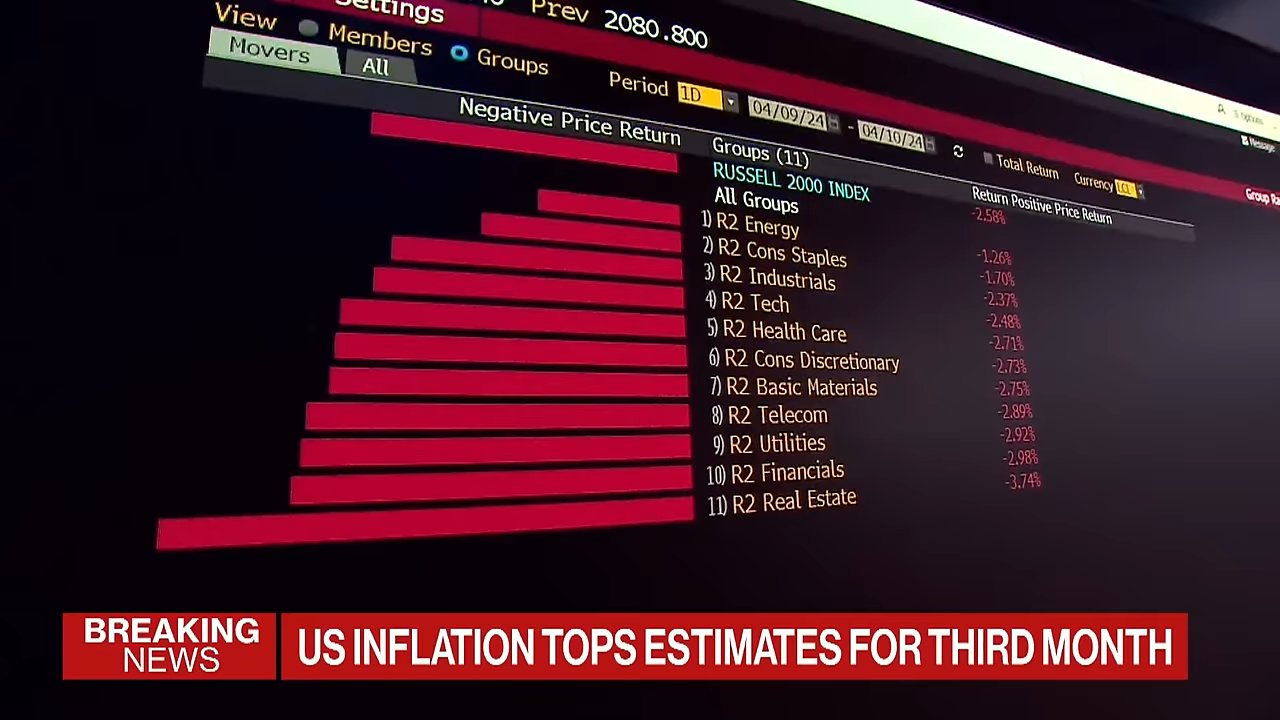 Settings
Prev 2080.800
View Members Groups
Movers All
Period 1D 04/09/24 - 04/10/24 Total Return Currency LCL
Message
Negative Price Return Groups (11) Return Positive Price Return
Group Ra
RUSSELL 2000 INDEX -2.58%
All Groups
1) R2 Energy -1.26%
2) R2 Cons Staples -1.70%
3) R2 Industrials -2.37%
4) R2 Tech -2.48%
5) R2 Health Care -2.71%
6) R2 Cons Discretionary -2.73%
7) R2 Basic Materials -2.75%
8) R2 Telecom -2.89%
9) R2 Utilities -2.92%
10) R2 Financials -2.98%
11) R2 Real Estate -3.74%
BREAKING
NEWS
US INFLATION TOPS ESTIMATES FOR THIRD MONTH